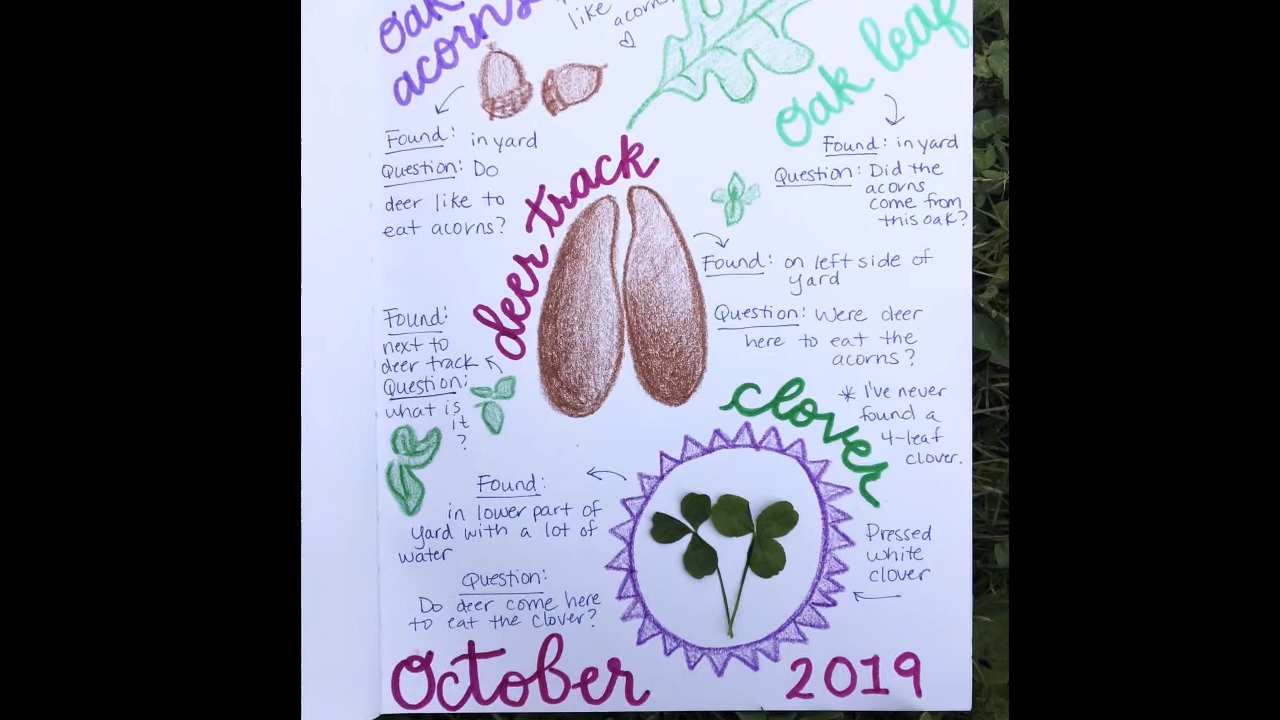 oak
acorns
like acorn
oak leaf
Found: in yard
Question: Do
deer like to
eat acorns?
Found: in yard
Question: Did the
acorns
come from
this oak?
deer track
Found: on left side of
yard
Question: Were deer
here to eat the
acorns?
Found:
next to
deer track
Question:
what is
it
?
clover
* I've never
found a
4-leaf
clover.
Found:
in lower part of
yard with a lot of
water
Question:
Do deer come here
to eat the clover?
Pressed
white
clover
October 2019